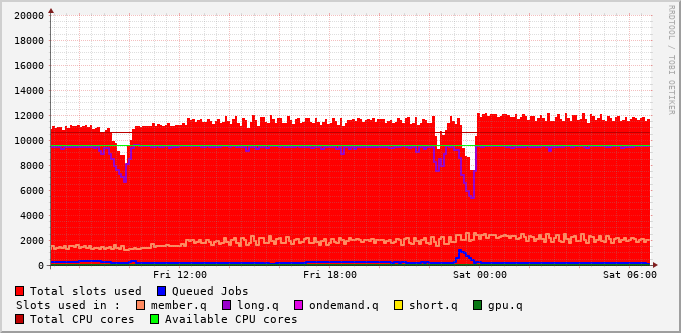 20000
18000
16000
14000
12000
10000
8000
6000
4000
2000
0
Fri 12:00 Fri 18:00 Sat 00:00 Sat 06:00
Total slots used Queued Jobs
Slots used in : member.q long.q ondemand.q short.q gpu.q
Total CPU cores Available CPU cores
RRDTOOL / TOBI OETIKER